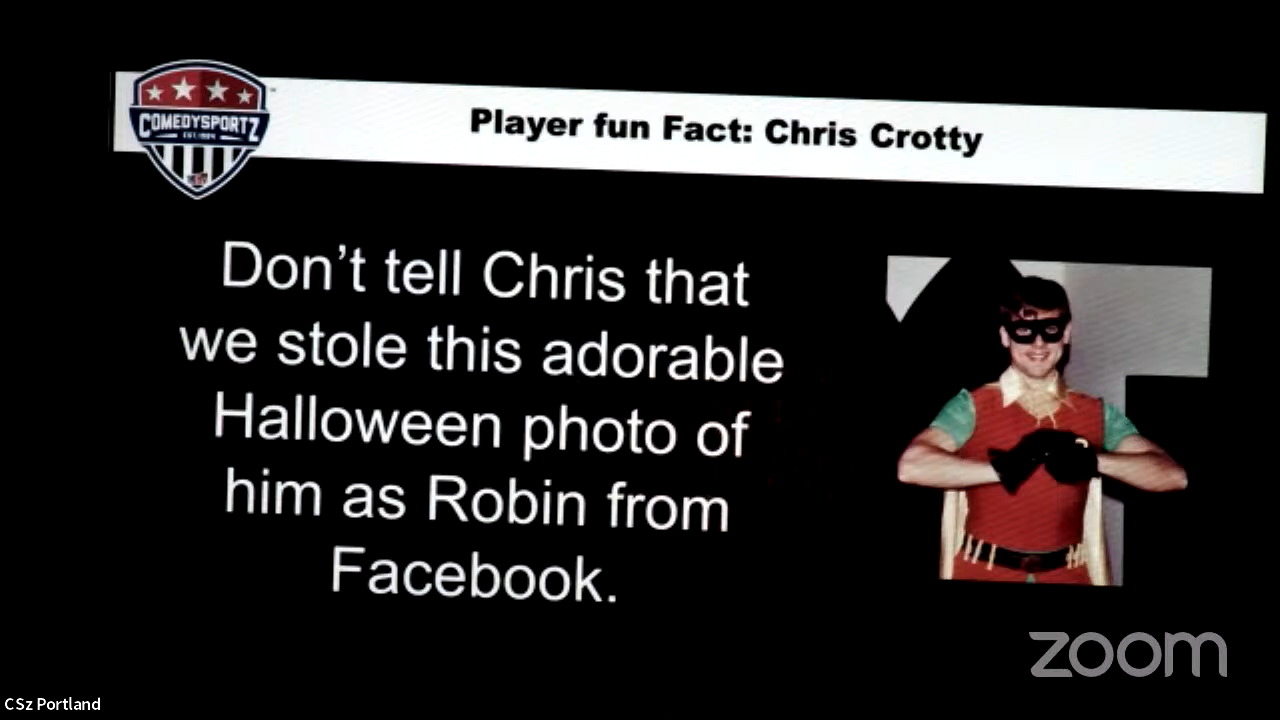 COMEDYSPORTZ
Player fun Fact: Chris Crotty
Don't tell Chris that
we stole this adorable
Halloween photo of
him as Robin from
Facebook.
zoom
CSz Portland